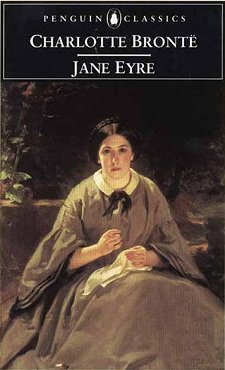 PENGUIN CLASSICS
CHARLOTTE BRONTË
JANE EYRE